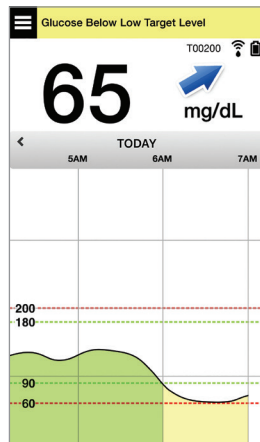 Glucose Below Low Target Level
T00200
65
mg/dL
TODAY
5AM 6AM 7AM
200
180
90
60